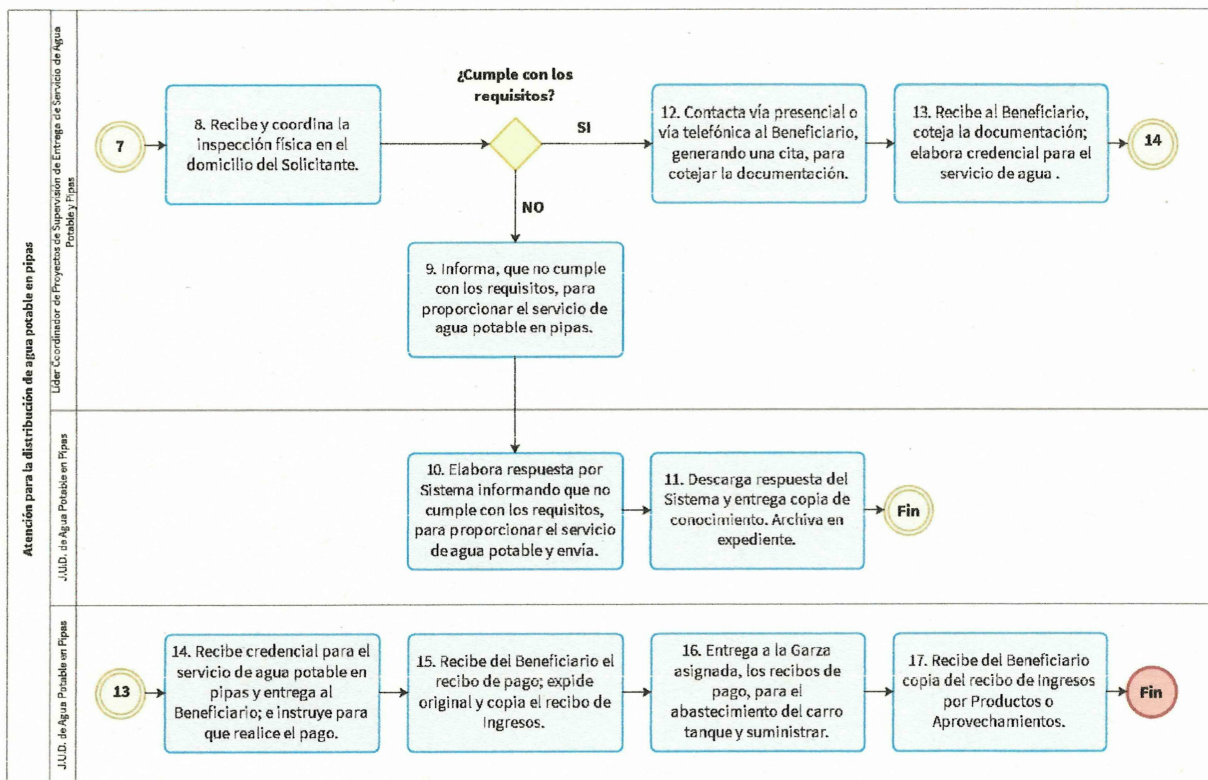 Atención para la distribución de agua potable en pipas
Líder Coordinador de Proyectos de Supervisión de Entrega de Servicio de Agua
Potable y Pipas
7
8. Recibe y coordina la
inspección física en el
domicilio del Solicitante.
¿Cumple con los
requisitos?
SI
NO
12. Contacta vía presencial o
vía telefónica al Beneficiario,
generando una cita, para
cotejar la documentación.
13. Recibe al Beneficiario,
coteja la documentación;
elabora credencial para el
servicio de agua .
14
9. Informa, que no cumple
con los requisitos, para
proporcionar el servicio de
agua potable en pipas.
J.U.D. de Agua Potable en Pipas
10. Elabora respuesta por
Sistema informando que no
cumple con los requisitos,
para proporcionar el servicio
de agua potable y envía.
11. Descarga respuesta del
Sistema y entrega copia de
conocimiento. Archiva en
expediente.
Fin
J.U.D. de Agua Potable en Pipas
13
14. Recibe credencial para el
servicio de agua potable en
pipas y entrega al
Beneficiario; e instruye para
que realice el pago.
15. Recibe del Beneficiario el
recibo de pago; expide
original y copia el recibo de
Ingresos.
16. Entrega a la Garza
asignada, los recibos de
pago, para el
abastecimiento del carro
tanque y suministrar.
17. Recibe del Beneficiario
copia del recibo de Ingresos
por Productos o
Aprovechamientos.
Fin